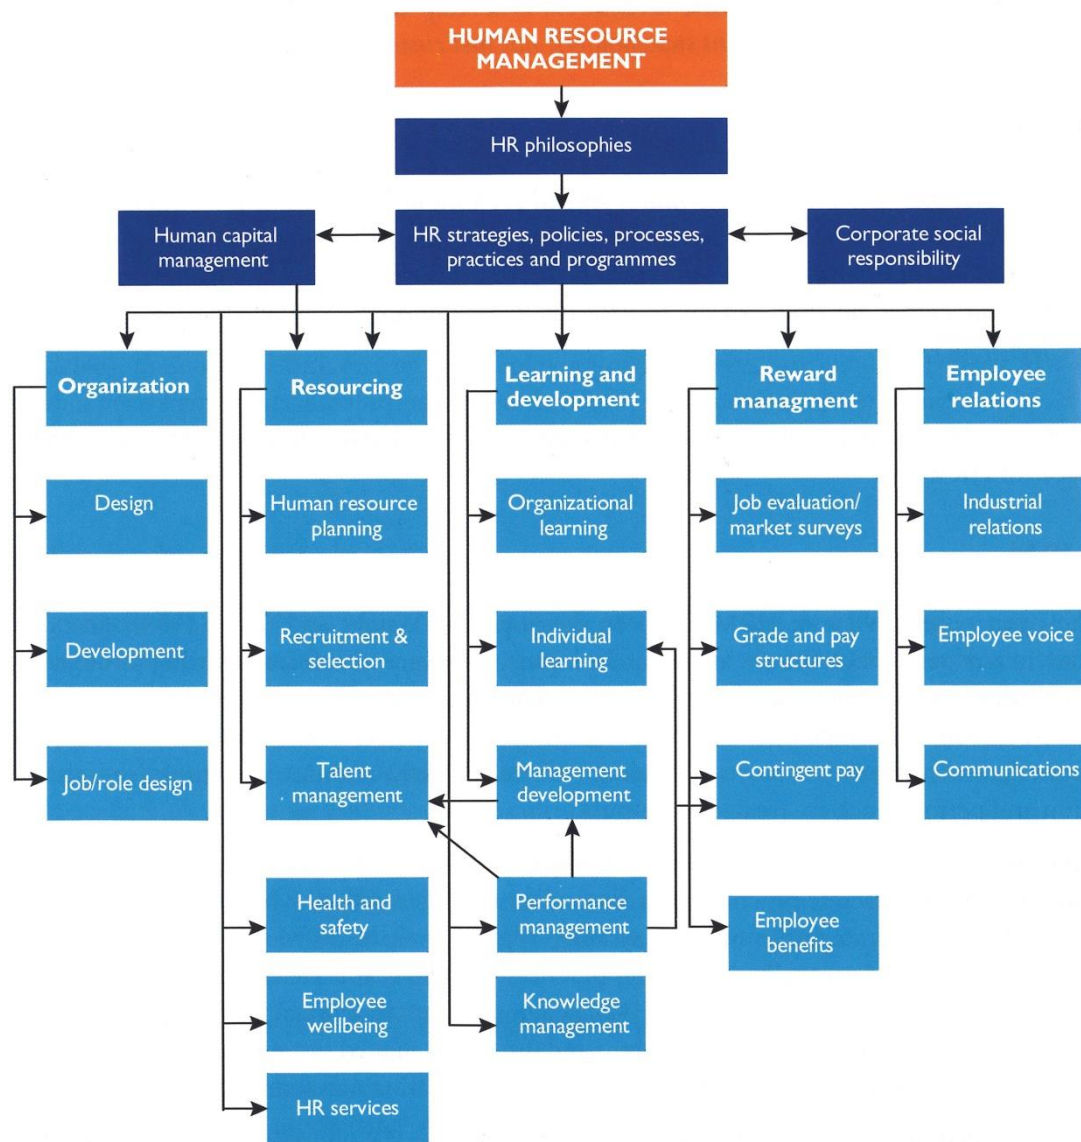 HUMAN RESOURCE
MANAGEMENT
HR philosophies
Human capital
management
HR strategies, policies, processes,
practices and programmes
Corporate social
responsibility
Organization
Resourcing
Learning and
development
Reward
managment
Employee
relations
Design
Human resource
planning
Organizational
learning
Job evaluation/
market surveys
Industrial
relations
Development
Recruitment &
selection
Individual
learning
Grade and pay
structures
Employee voice
Job/role design
Talent
management
Management
development
Contingent pay
Communications
Health and
safety
Performance
management
Employee
benefits
Employee
wellbeing
Knowledge
management
HR services